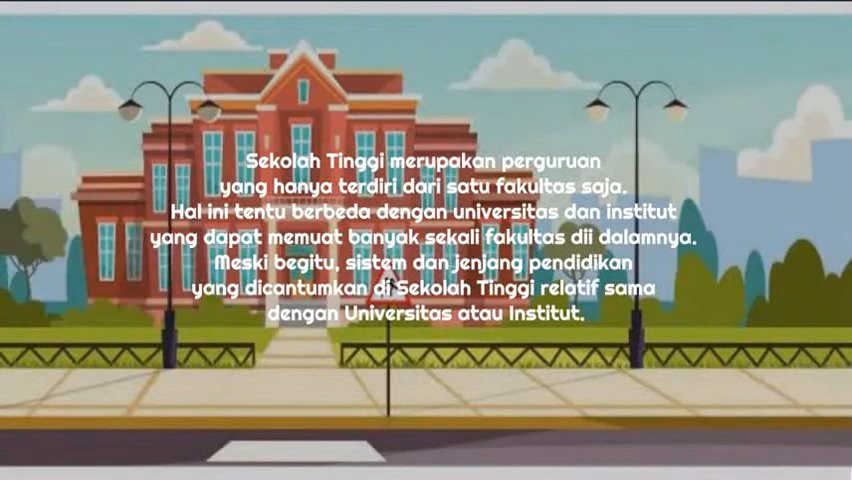 Sekolah Tinggi merupakan perguruan
yang hanya terdiri dari satu fakultas saja.
Hal ini tentu berbeda dengan universitas dan institut
yang dapat memuat banyak sekali fakultas dii dalamnya.
Meski begitu, sistem dan jenjang pendidikan
yang dicantumkan di Sekolah Tinggi relatif sama
dengan Universitas atau Institut.